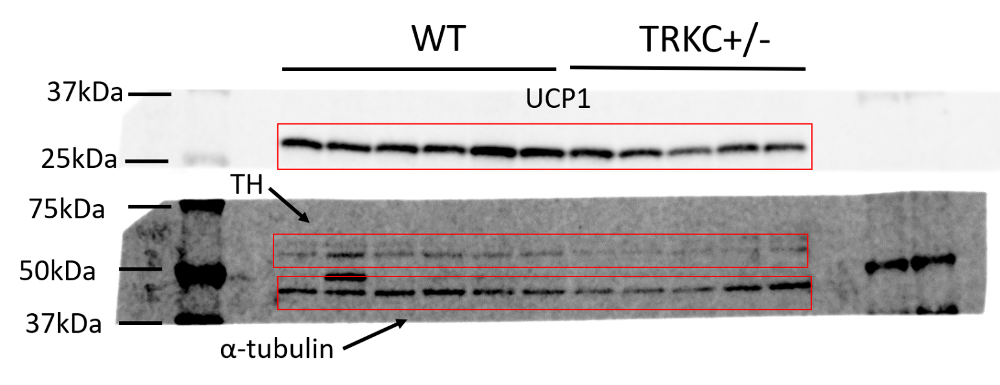 WT
TRKC+/-
37kDa
UCP1
25kDa
TH
75kDa
50kDa
37kDa
α-tubulin